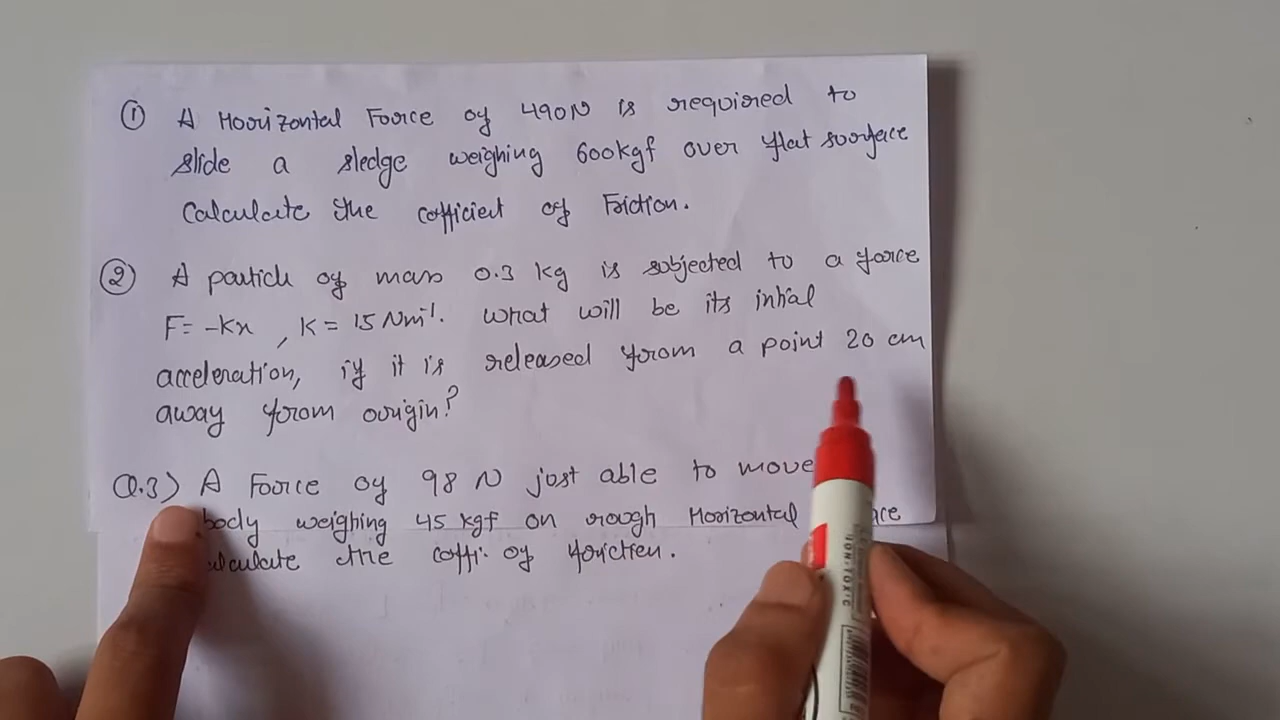 ① A Horizontal Force of 490N is required to
slide a sledge weighing 600kgf over flat surface
Calculate the cofficient of Friction.
② A particle of mass 0.3 kg is subjected to a force
F= -Kx , K = 15 Nm⁻¹. What will be its initial
acceleration, if it is released from a point 20 cm
away from origin?
Q.3) A Force of 98 N just able to move
body weighing 45 kgf on rough Horizontal
the coffi. of friction.
NON-TOXIC